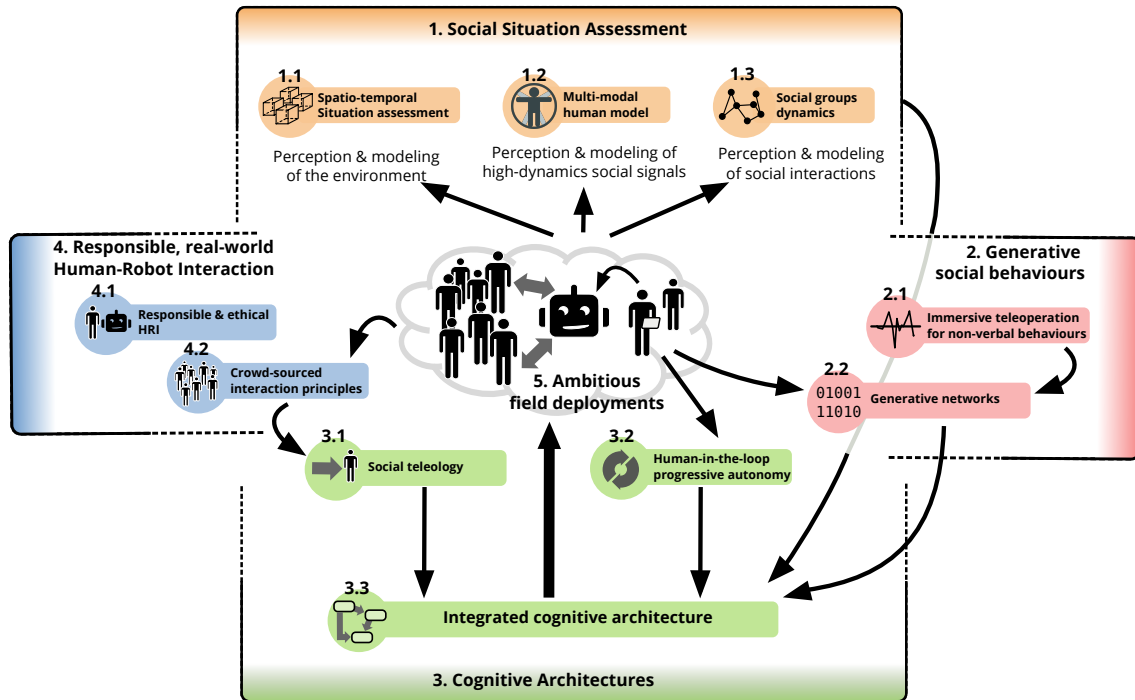 1. Social Situation Assessment
1.1
Spatio-temporal
Situation assessment
Perception & modeling
of the environment
1.2
Multi-modal
human model
Perception & modeling of
high-dynamics social signals
1.3
Social groups
dynamics
Perception & modeling
of social interactions
4. Responsible, real-world
Human-Robot Interaction
4.1
Responsible & ethical
HRI
4.2
Crowd-sourced
interaction principles
5. Ambitious
field deployments
2. Generative
social behaviours
2.1
Immersive teleoperation
for non-verbal behaviours
2.2
01001
11010
Generative networks
3.1
Social teleology
3.2
Human-in-the-loop
progressive autonomy
3.3
Integrated cognitive architecture
3. Cognitive Architectures